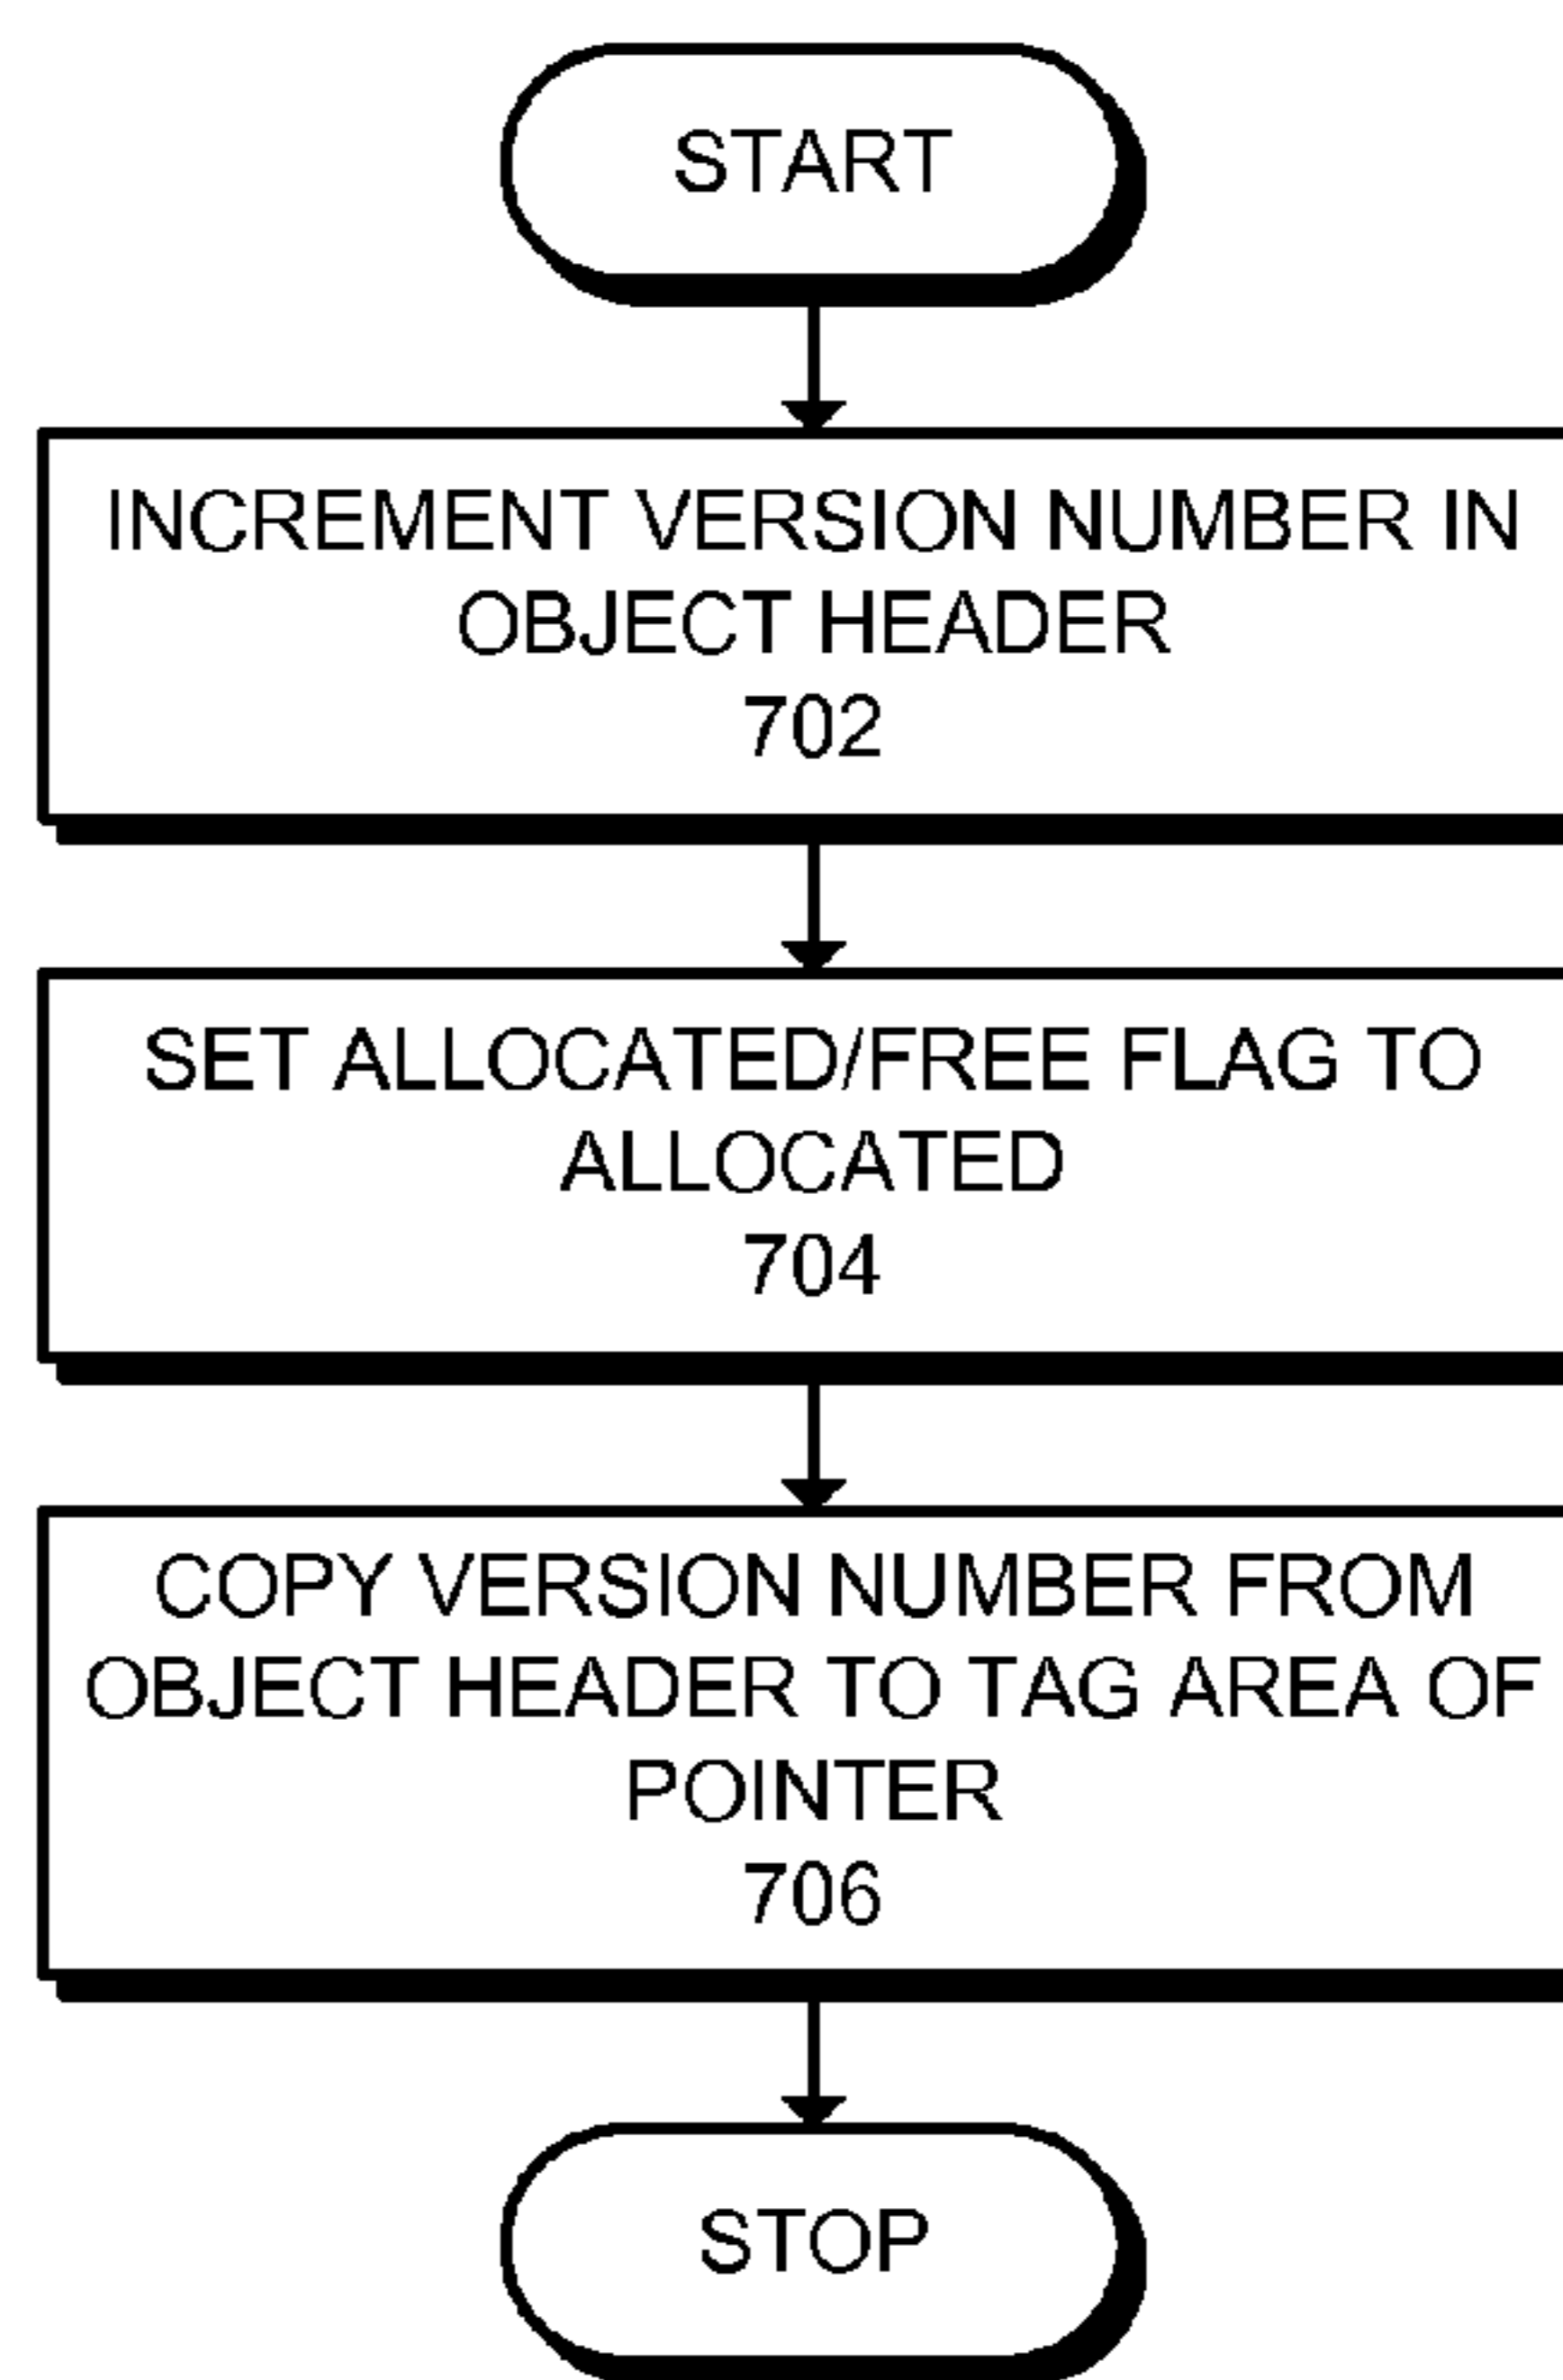 START
INCREMENT VERSION NUMBER IN
OBJECT HEADER
702
SET ALLOCATED/FREE FLAG TO
ALLOCATED
704
COPY VERSION NUMBER FROM
OBJECT HEADER TO TAG AREA OF
POINTER
706
STOP